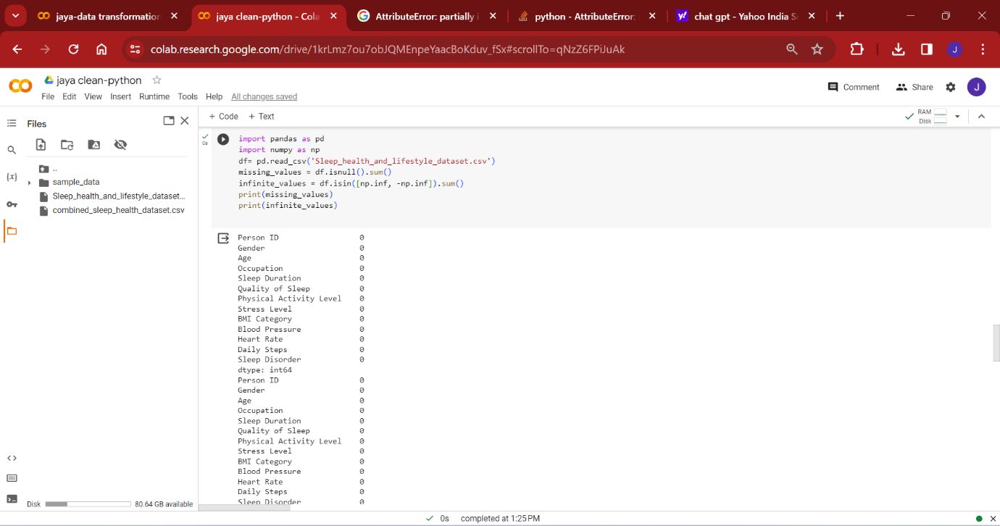 jaya-data transformation
jaya clean-python - Cola
AttributeError: partially i
python - AttributeError:
chat gpt - Yahoo India S
colab.research.google.com/drive/1krLmz7ou7obJQMEnpeYaacBoKduv_fSx#scrollTo=qNzZ6FPiJuAk
J
jaya clean-python
File Edit View Insert Runtime Tools Help All changes saved
Comment Share J
Files
+ Code + Text
RAM
Disk
..
sample_data
Sleep_health_and_lifestyle_dataset...
combined_sleep_health_dataset.csv
{x}
0s
import pandas as pd
import numpy as np
df= pd.read_csv('Sleep_health_and_lifestyle_dataset.csv')
missing_values = df.isnull().sum()
infinite_values = df.isin([np.inf, -np.inf]).sum()
print(missing_values)
print(infinite_values)
Person ID 0
Gender 0
Age 0
Occupation 0
Sleep Duration 0
Quality of Sleep 0
Physical Activity Level 0
Stress Level 0
BMI Category 0
Blood Pressure 0
Heart Rate 0
Daily Steps 0
Sleep Disorder 0
dtype: int64
Person ID 0
Gender 0
Age 0
Occupation 0
Sleep Duration 0
Quality of Sleep 0
Physical Activity Level 0
Stress Level 0
BMI Category 0
Blood Pressure 0
Heart Rate 0
Daily Steps 0
Sleep Disorder 0
Disk 80.64 GB available
0s completed at 1:25 PM